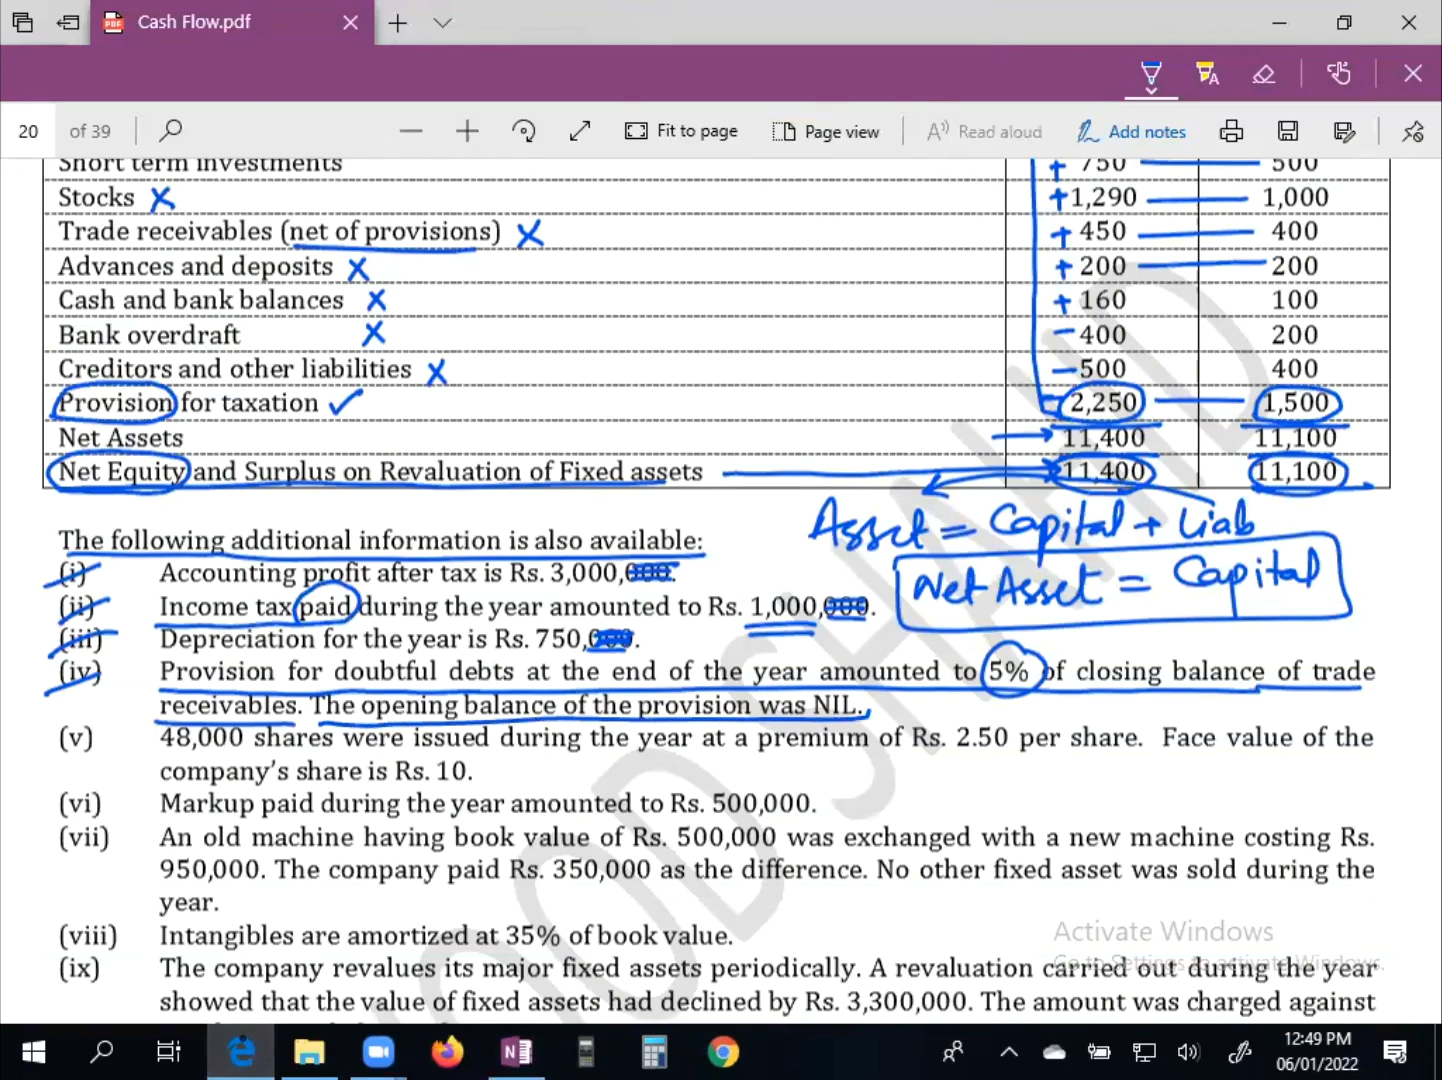 Cash Flow.pdf
20 of 39 Fit to page Page view Read aloud Add notes
Short term investments + 750 500
Stocks X +1,290 1,000
Trade receivables (net of provisions) X + 450 400
Advances and deposits X + 200 200
Cash and bank balances X + 160 100
Bank overdraft X - 400 200
Creditors and other liabilities X - 500 400
Provision for taxation ✓ - 2,250 1,500
Net Assets 11,400 11,100
Net Equity and Surplus on Revaluation of Fixed assets 11,400 11,100
Asset = Capital + Liab
Net Asset = Capital
The following additional information is also available:
(i) Accounting profit after tax is Rs. 3,000,000.
(ii) Income tax paid during the year amounted to Rs. 1,000,000.
(iii) Depreciation for the year is Rs. 750,000.
(iv) Provision for doubtful debts at the end of the year amounted to 5% of closing balance of trade
receivables. The opening balance of the provision was NIL.
(v) 48,000 shares were issued during the year at a premium of Rs. 2.50 per share. Face value of the
company's share is Rs. 10.
(vi) Markup paid during the year amounted to Rs. 500,000.
(vii) An old machine having book value of Rs. 500,000 was exchanged with a new machine costing Rs.
950,000. The company paid Rs. 350,000 as the difference. No other fixed asset was sold during the
year.
(viii) Intangibles are amortized at 35% of book value.
(ix) The company revalues its major fixed assets periodically. A revaluation carried out during the year
showed that the value of fixed assets had declined by Rs. 3,300,000. The amount was charged against
Activate Windows
Go to Settings to activate Windows.
12:49 PM
06/01/2022